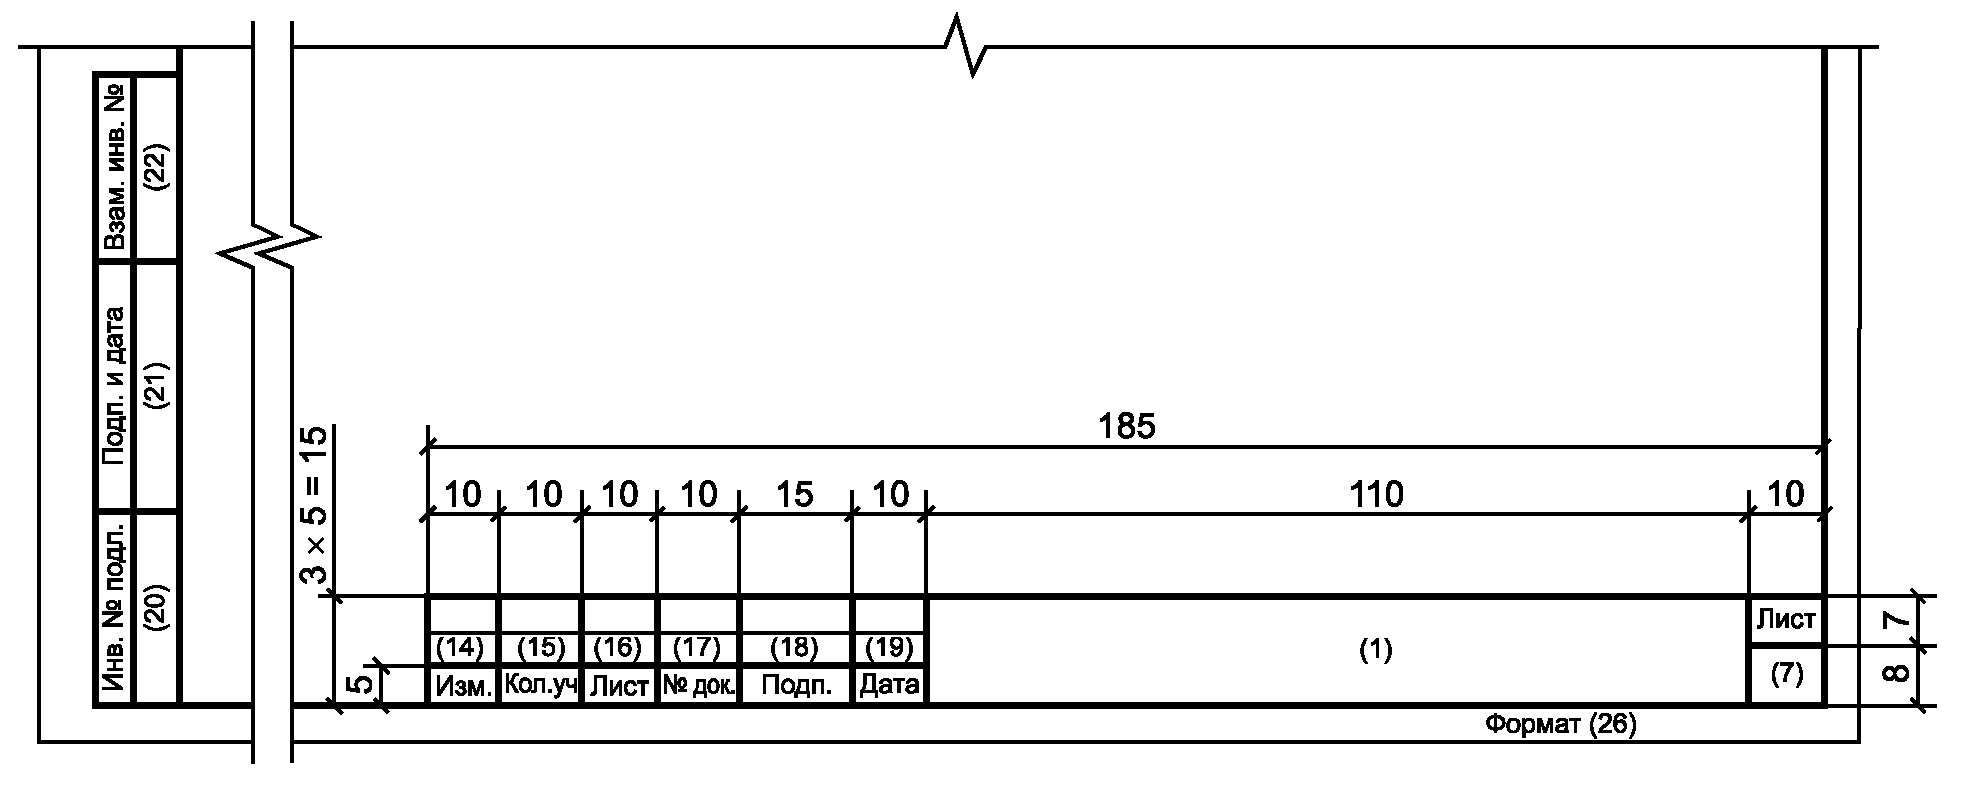 Взам. инв. №
(22)
Подп. и дата
(21)
Инв. № подл.
(20)
185
3 × 5 = 15
10 10 10 10 15 10 110 10
5
(14) (15) (16) (17) (18) (19)
Изм. Кол.уч Лист № док. Подп. Дата
(1)
Лист
(7)
7
8
Формат (26)